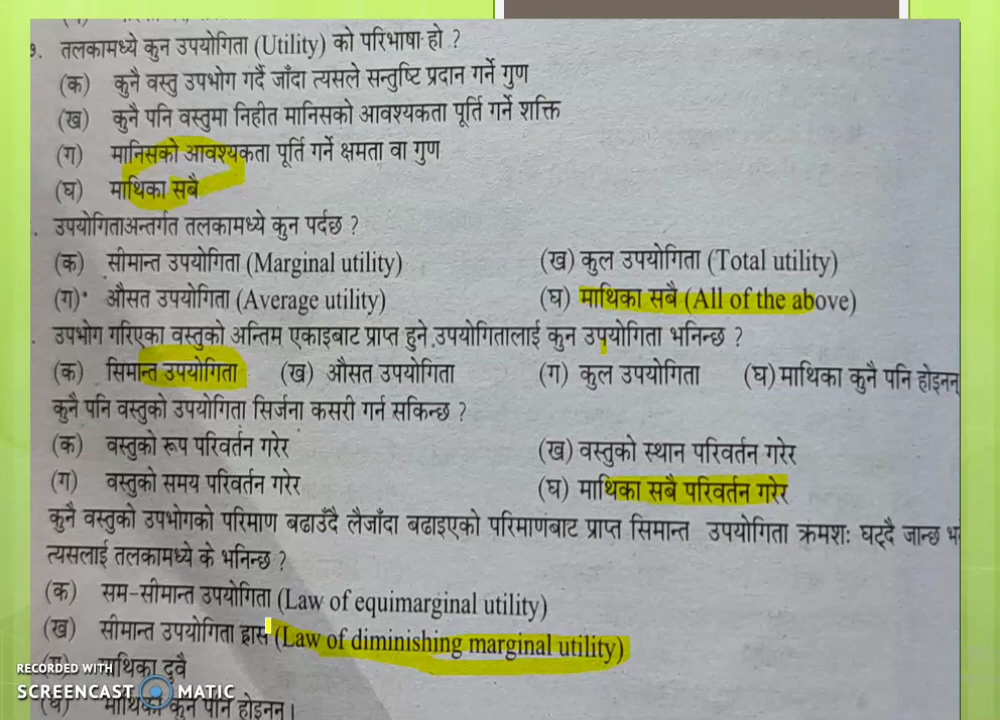 तलकामध्ये कुन उपयोगिता (Utility) को परिभाषा हो ?
(क) कुनै वस्तु उपभोग गर्दै जाँदा त्यसले सन्तुष्टि प्रदान गर्ने गुण
(ख) कुनै पनि वस्तुमा निहीत मानिसको आवश्यकता पूर्ति गर्ने शक्ति
(ग) मानिसको आवश्यकता पूर्ति गर्ने क्षमता वा गुण
(घ) माथिका सबै
. उपयोगिताअन्तर्गत तलकामध्ये कुन पर्दछ ?
(क) सीमान्त उपयोगिता (Marginal utility) (ख) कुल उपयोगिता (Total utility)
(ग) औसत उपयोगिता (Average utility) (घ) माथिका सबै (All of the above)
. उपभोग गरिएका वस्तुको अन्तिम एकाइबाट प्राप्त हुने उपयोगितालाई कुन उपयोगिता भनिन्छ ?
(क) सिमान्त उपयोगिता (ख) औसत उपयोगिता (ग) कुल उपयोगिता (घ) माथिका कुनै पनि होइनन्
कुनै पनि वस्तुको उपयोगिता सिर्जना कसरी गर्न सकिन्छ ?
(क) वस्तुको रूप परिवर्तन गरेर (ख) वस्तुको स्थान परिवर्तन गरेर
(ग) वस्तुको समय परिवर्तन गरेर (घ) माथिका सबै परिवर्तन गरेर
कुनै वस्तुको उपभोगको परिमाण बढाउँदै लैजाँदा बढाइएको परिमाणबाट प्राप्त सिमान्त उपयोगिता क्रमशः घट्दै जान्छ
त्यसलाई तलकामध्ये के भनिन्छ ?
(क) सम-सीमान्त उपयोगिता (Law of equimarginal utility)
(ख) सीमान्त उपयोगिता ह्रास (Law of diminishing marginal utility)
माथिका दुवै
RECORDED WITH
SCREENCAST MATIC
(घ) माथिका कुनै पनि होइनन् ।